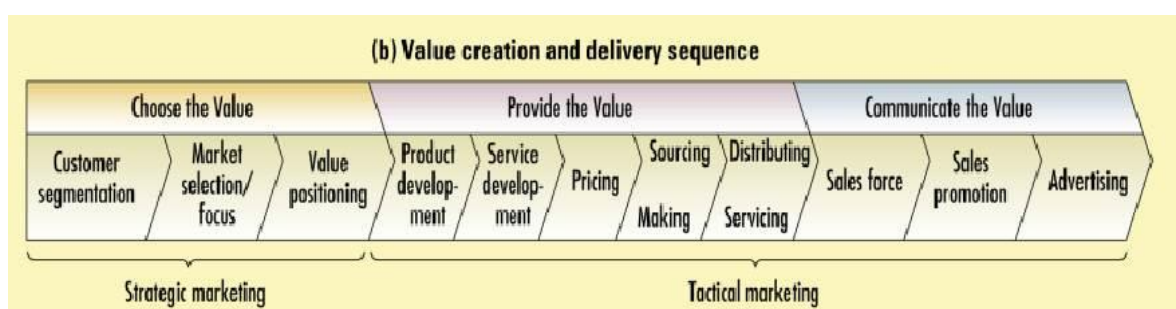 (b) Value creation and delivery sequence
Choose the Value
Provide the Value
Communicate the Value
Customer
segmentation
Market
selection/
focus
Value
positioning
Product
develop-
ment
Service
develop-
ment
Pricing
Sourcing
Making
Distributing
Servicing
Sales force
Sales
promotion
Advertising
Strategic marketing
Tactical marketing